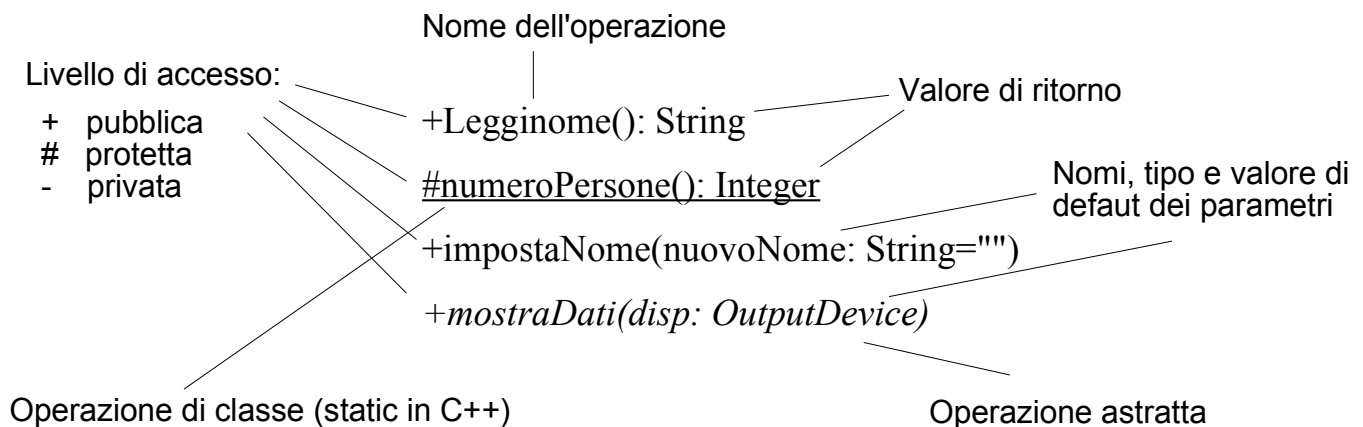 Nome dell'operazione
Livello di accesso:
+ pubblica
# protetta
- privata
+Legginome(): String
Valore di ritorno
#numeroPersone(): Integer
Nomi, tipo e valore di
defaut dei parametri
+impostaNome(nuovoNome: String="")
+mostraDati(disp: OutputDevice)
Operazione di classe (static in C++)
Operazione astratta